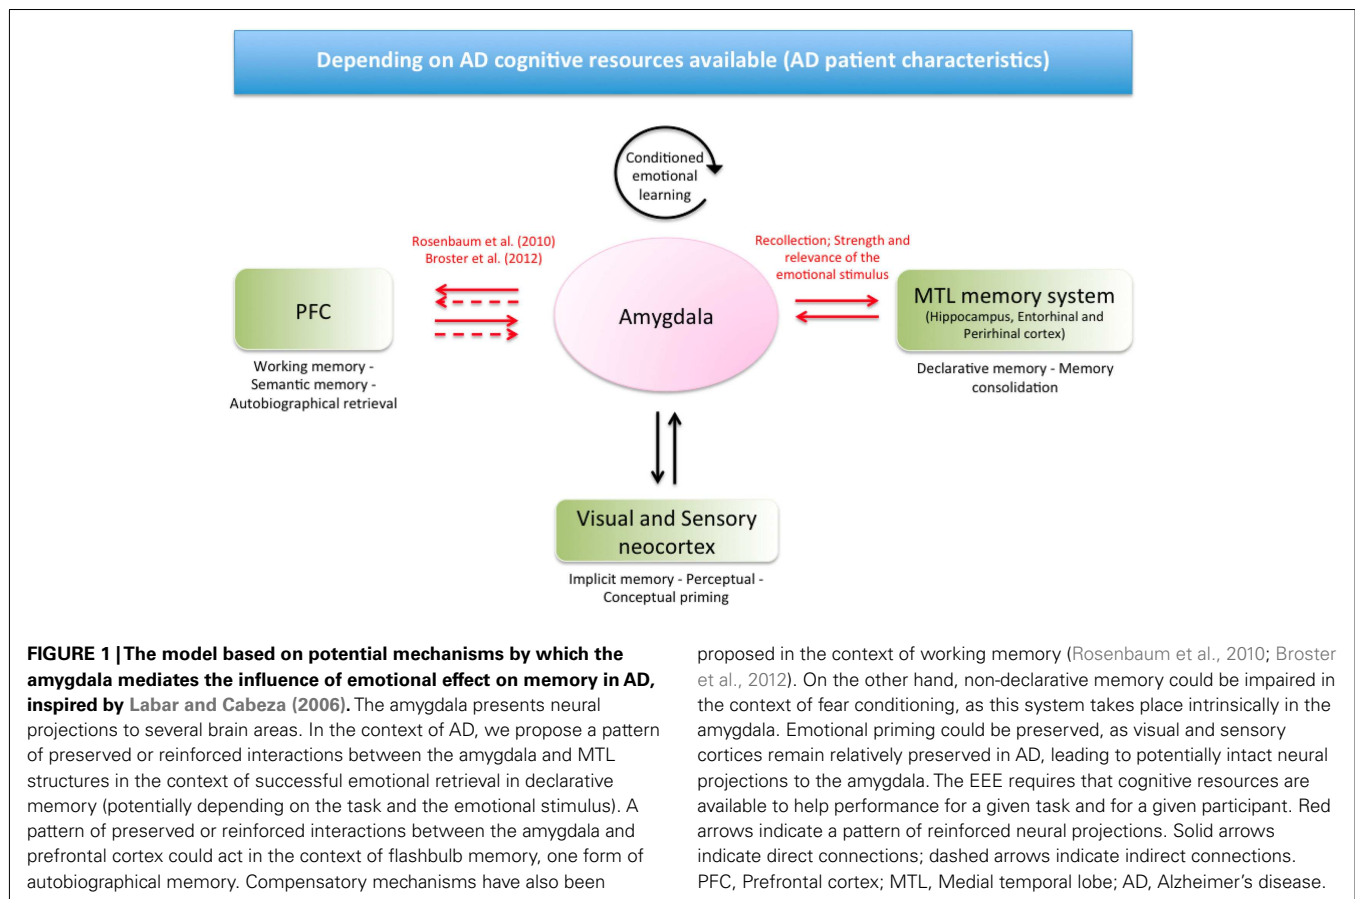 Depending on AD cognitive resources available (AD patient characteristics)
Conditioned
emotional
learning
Rosenbaum et al. (2010)
Broster et al. (2012)
Recollection; Strength and
relevance of the
emotional stimulus
PFC
Amygdala
MTL memory system
(Hippocampus, Entorhinal and
Perirhinal cortex)
Working memory -
Semantic memory -
Autobiographical retrieval
Declarative memory - Memory
consolidation
Visual and Sensory
neocortex
Implicit memory - Perceptual -
Conceptual priming
FIGURE 1 | The model based on potential mechanisms by which the
amygdala mediates the influence of emotional effect on memory in AD,
inspired by Labar and Cabeza (2006). The amygdala presents neural
projections to several brain areas. In the context of AD, we propose a pattern
of preserved or reinforced interactions between the amygdala and MTL
structures in the context of successful emotional retrieval in declarative
memory (potentially depending on the task and the emotional stimulus). A
pattern of preserved or reinforced interactions between the amygdala and
prefrontal cortex could act in the context of flashbulb memory, one form of
autobiographical memory. Compensatory mechanisms have also been
proposed in the context of working memory (Rosenbaum et al., 2010; Broster
et al., 2012). On the other hand, non-declarative memory could be impaired in
the context of fear conditioning, as this system takes place intrinsically in the
amygdala. Emotional priming could be preserved, as visual and sensory
cortices remain relatively preserved in AD, leading to potentially intact neural
projections to the amygdala. The EEE requires that cognitive resources are
available to help performance for a given task and for a given participant. Red
arrows indicate a pattern of reinforced neural projections. Solid arrows
indicate direct connections; dashed arrows indicate indirect connections.
PFC, Prefrontal cortex; MTL, Medial temporal lobe; AD, Alzheimer's disease.